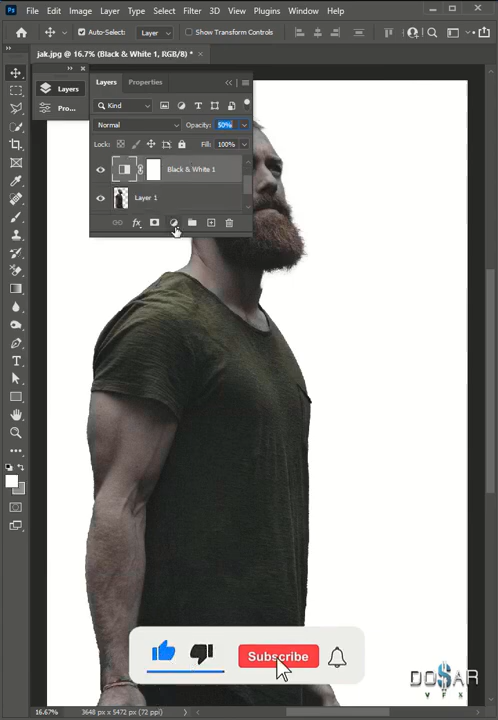 Ps File Edit Image Layer Type Select Filter 3D View Plugins Window Help
Auto-Select: Layer Show Transform Controls
jak.jpg @ 16.7% (Black & White 1, RGB/8) *
Layers
Pro...
Layers Properties
Kind
Normal Opacity: 50%
Lock: Fill: 100%
Black & White 1
Layer 1
fx
Subscribe
DOSAR
VFX
16.67% 3648 px x 5472 px (72 ppi)